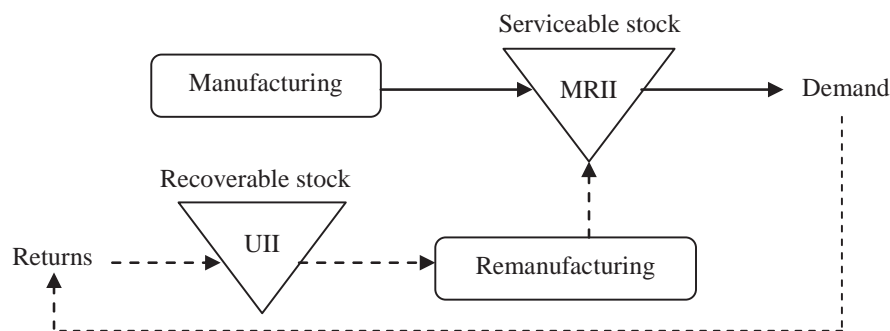 Serviceable stock
Manufacturing
MRII
Demand
Recoverable stock
UII
Returns
Remanufacturing